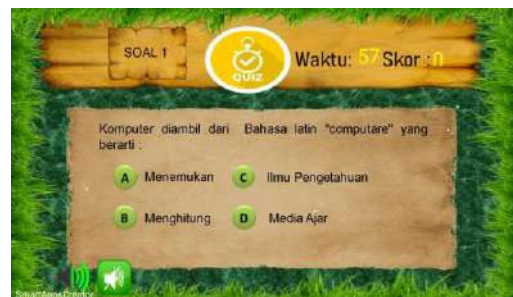 SOAL 1
QUIZ
Waktu: 57 Skor : 0
Komputer diambil dari Bahasa latin "computare" yang
berarti :
A Menemukan C Ilmu Pengetahuan
B Menghitung D Media Ajar
SmartAppsCreator